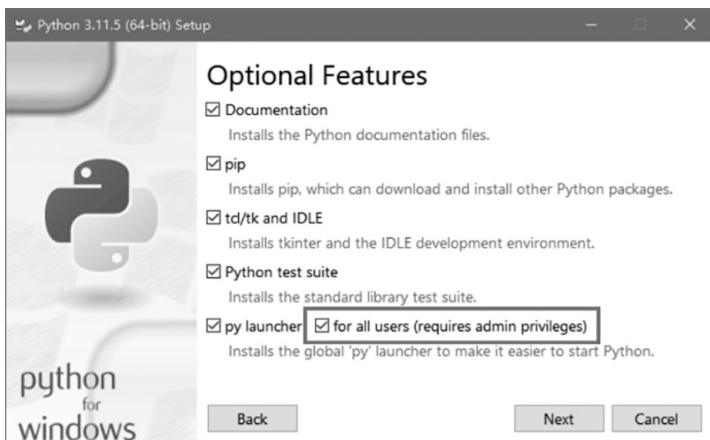 Python 3.11.5 (64-bit) Setup
Optional Features
Documentation
Installs the Python documentation files.
pip
Installs pip, which can download and install other Python packages.
td/tk and IDLE
Installs tkinter and the IDLE development environment.
Python test suite
Installs the standard library test suite.
py launcher for all users (requires admin privileges)
Installs the global 'py' launcher to make it easier to start Python.
python
for
windows
Back Next Cancel